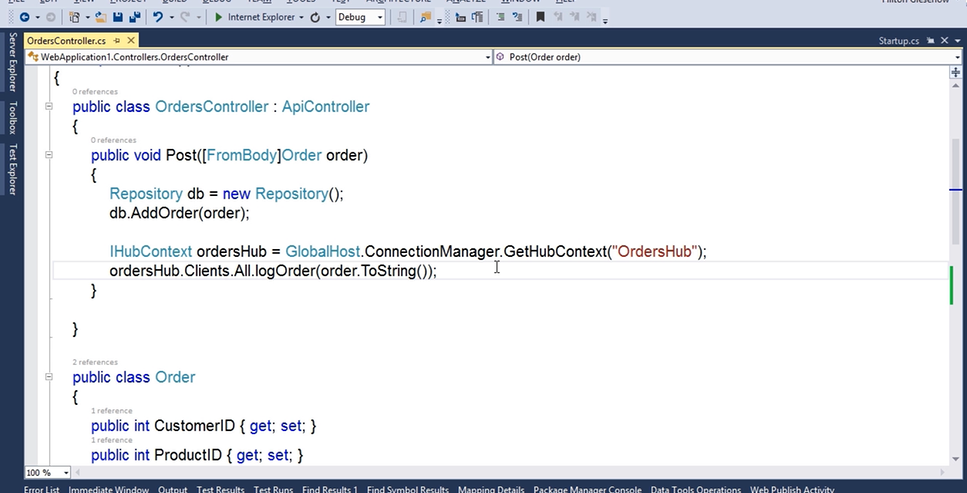 Hilton Giesenow
Internet Explorer
Debug
OrdersController.cs
Startup.cs
WebApplication1.Controllers.OrdersController
Post(Order order)
Server Explorer
Toolbox
Test Explorer
{
0 references
public class OrdersController : ApiController
{
0 references
public void Post([FromBody]Order order)
{
Repository db = new Repository();
db.AddOrder(order);
IHubContext ordersHub = GlobalHost.ConnectionManager.GetHubContext("OrdersHub");
ordersHub.Clients.All.logOrder(order.ToString());
}
}
2 references
public class Order
{
1 reference
public int CustomerID { get; set; }
1 reference
public int ProductID { get; set; }
100 %
Error List Immediate Window Output Test Results Test Runs Find Results 1 Find Symbol Results Mapping Details Package Manager Console Data Tools Operations Web Publish Activity